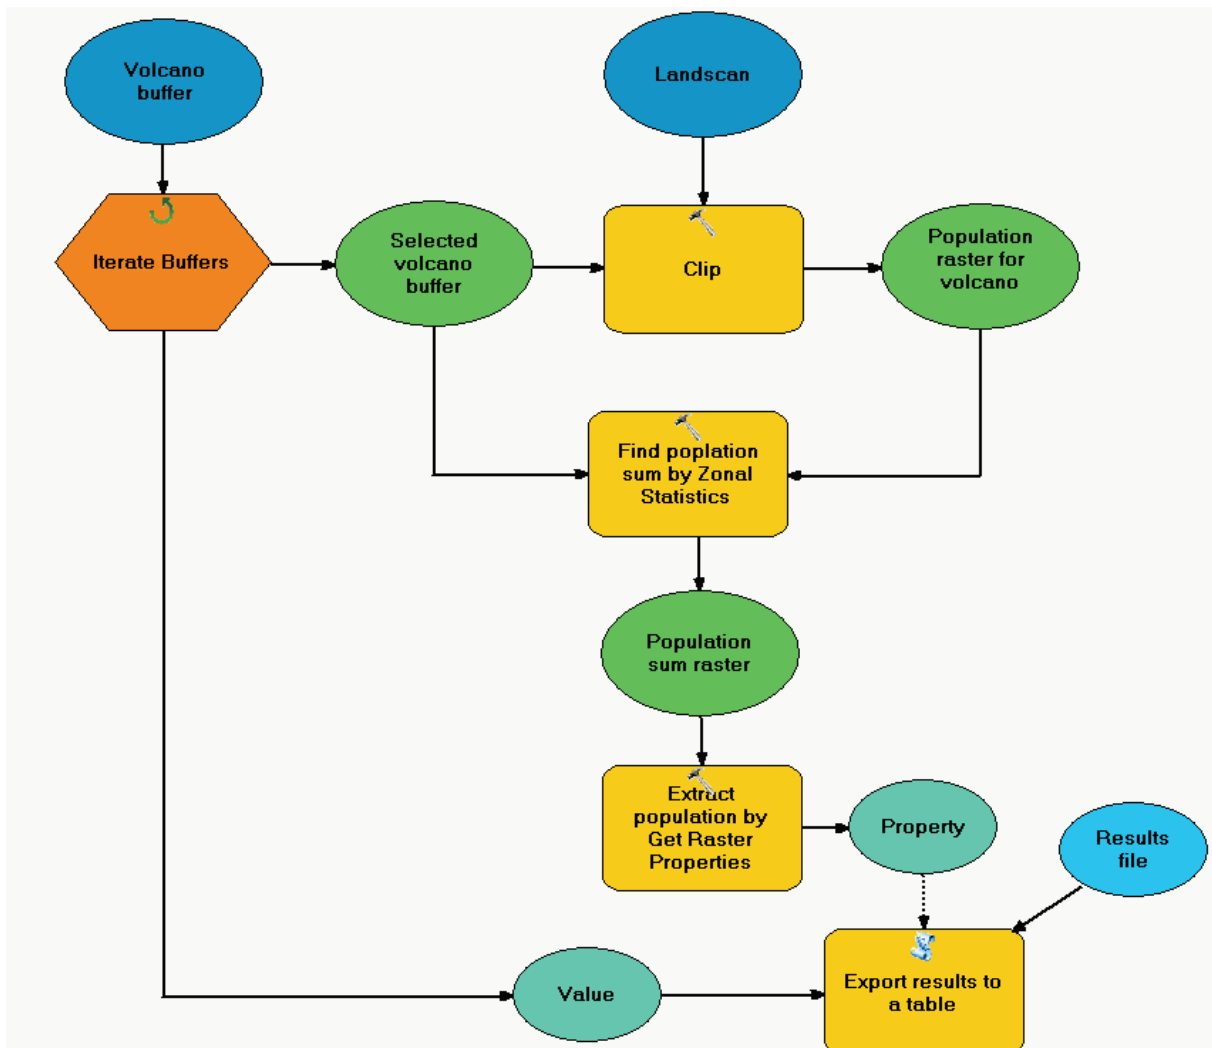 Volcano
buffer
Landscan
Iterate Buffers
Selected
volcano
buffer
Clip
Population
raster for
volcano
Find poplation
sum by Zonal
Statistics
Population
sum raster
Extract
population by
Get Raster
Properties
Property
Results
file
Value
Export results to
a table